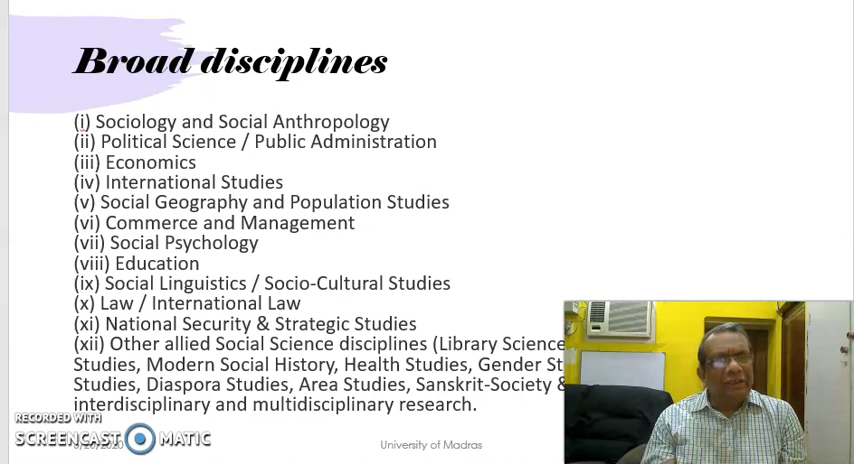 Broad disciplines
(i) Sociology and Social Anthropology
(ii) Political Science / Public Administration
(iii) Economics
(iv) International Studies
(v) Social Geography and Population Studies
(vi) Commerce and Management
(vii) Social Psychology
(viii) Education
(ix) Social Linguistics / Socio-Cultural Studies
(x) Law / International Law
(xi) National Security & Strategic Studies
(xii) Other allied Social Science disciplines (Library Science
Studies, Modern Social History, Health Studies, Gender St
Studies, Diaspora Studies, Area Studies, Sanskrit-Society &
interdisciplinary and multidisciplinary research.
RECORDED WITH
SCREENCAST MATIC
University of Madras